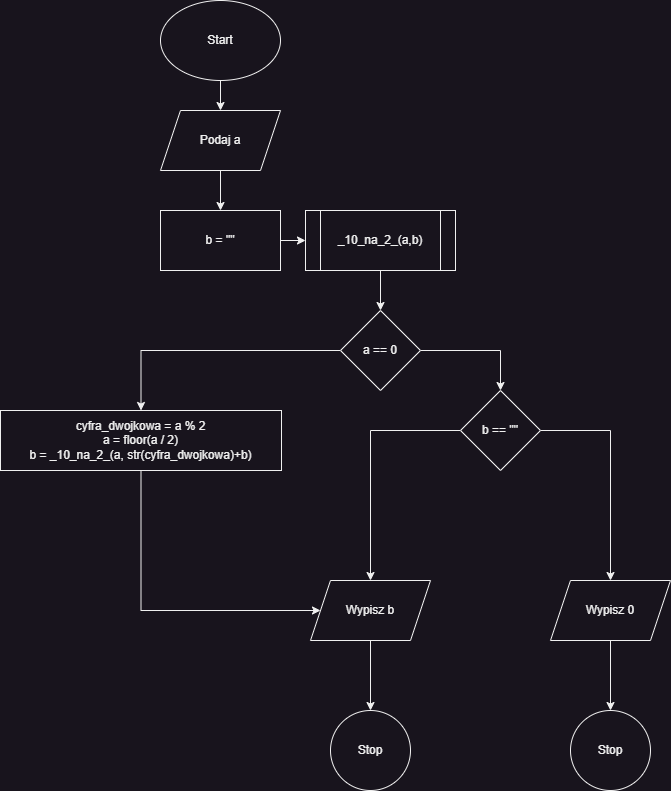 Start
Podaj a
b = ""
_10_na_2_(a,b)
a == 0
cyfra_dwojkowa = a % 2
a = floor(a / 2)
b = _10_na_2_(a, str(cyfra_dwojkowa)+b)
b == ""
Wypisz b
Wypisz 0
Stop
Stop